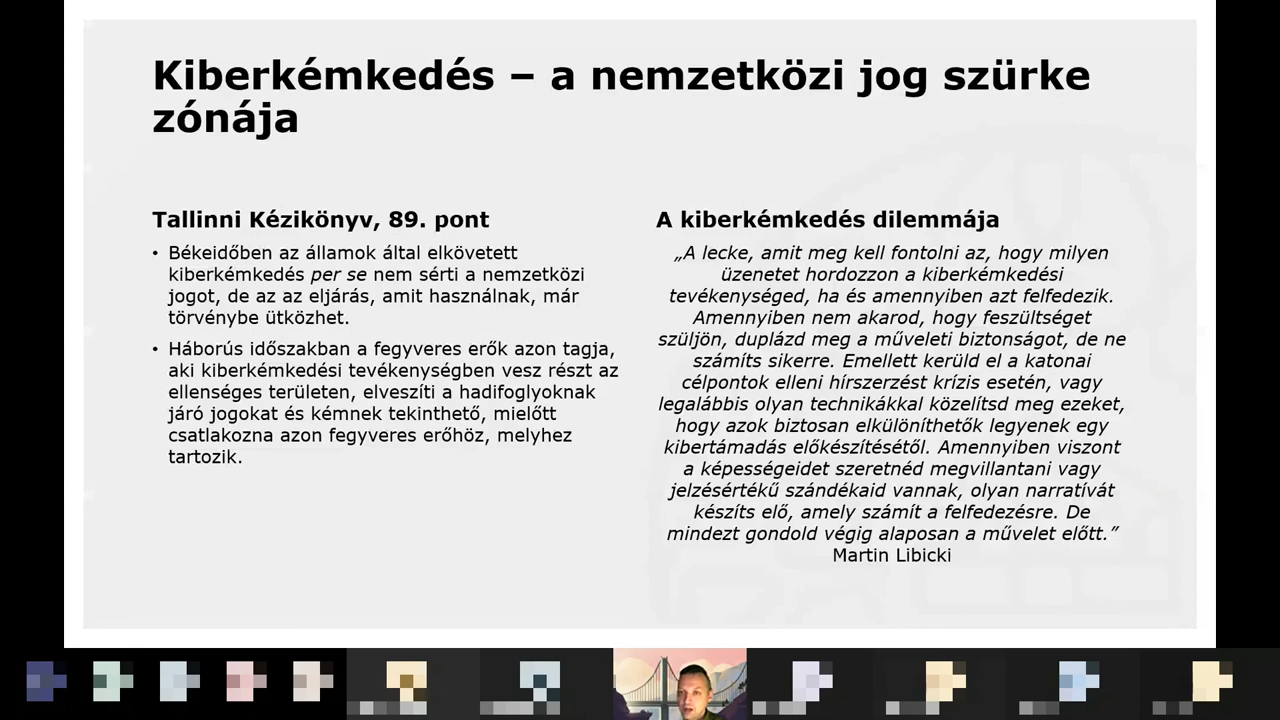 Kiberkémkedés – a nemzetközi jog szürke
zónája
Tallinni Kézikönyv, 89. pont
• Békeidőben az államok által elkövetett
kiberkémkedés per se nem sérti a nemzetközi
jogot, de az az eljárás, amit használnak, már
törvénybe ütközhet.
• Háborús időszakban a fegyveres erők azon tagja,
aki kiberkémkedési tevékenységben vesz részt az
ellenséges területen, elveszíti a hadifoglyoknak
járó jogokat és kémnek tekinthető, mielőtt
csatlakozna azon fegyveres erőhöz, melyhez
tartozik.
A kiberkémkedés dilemmája
„A lecke, amit meg kell fontolni az, hogy milyen
üzenetet hordozzon a kiberkémkedési
tevékenységed, ha és amennyiben azt felfedezik.
Amennyiben nem akarod, hogy feszültséget
szüljön, duplázd meg a műveleti biztonságot, de ne
számíts sikerre. Emellett kerüld el a katonai
célpontok elleni hírszerzést krízis esetén, vagy
legalábbis olyan technikákkal közelítsd meg ezeket,
hogy azok biztosan elkülöníthetők legyenek egy
kibertámadás előkészítésétől. Amennyiben viszont
a képességeidet szeretnéd megvillantani vagy
jelzésértékű szándékaid vannak, olyan narratívát
készíts elő, amely számít a felfedezésre. De
mindezt gondold végig alaposan a művelet előtt.”
Martin Libicki